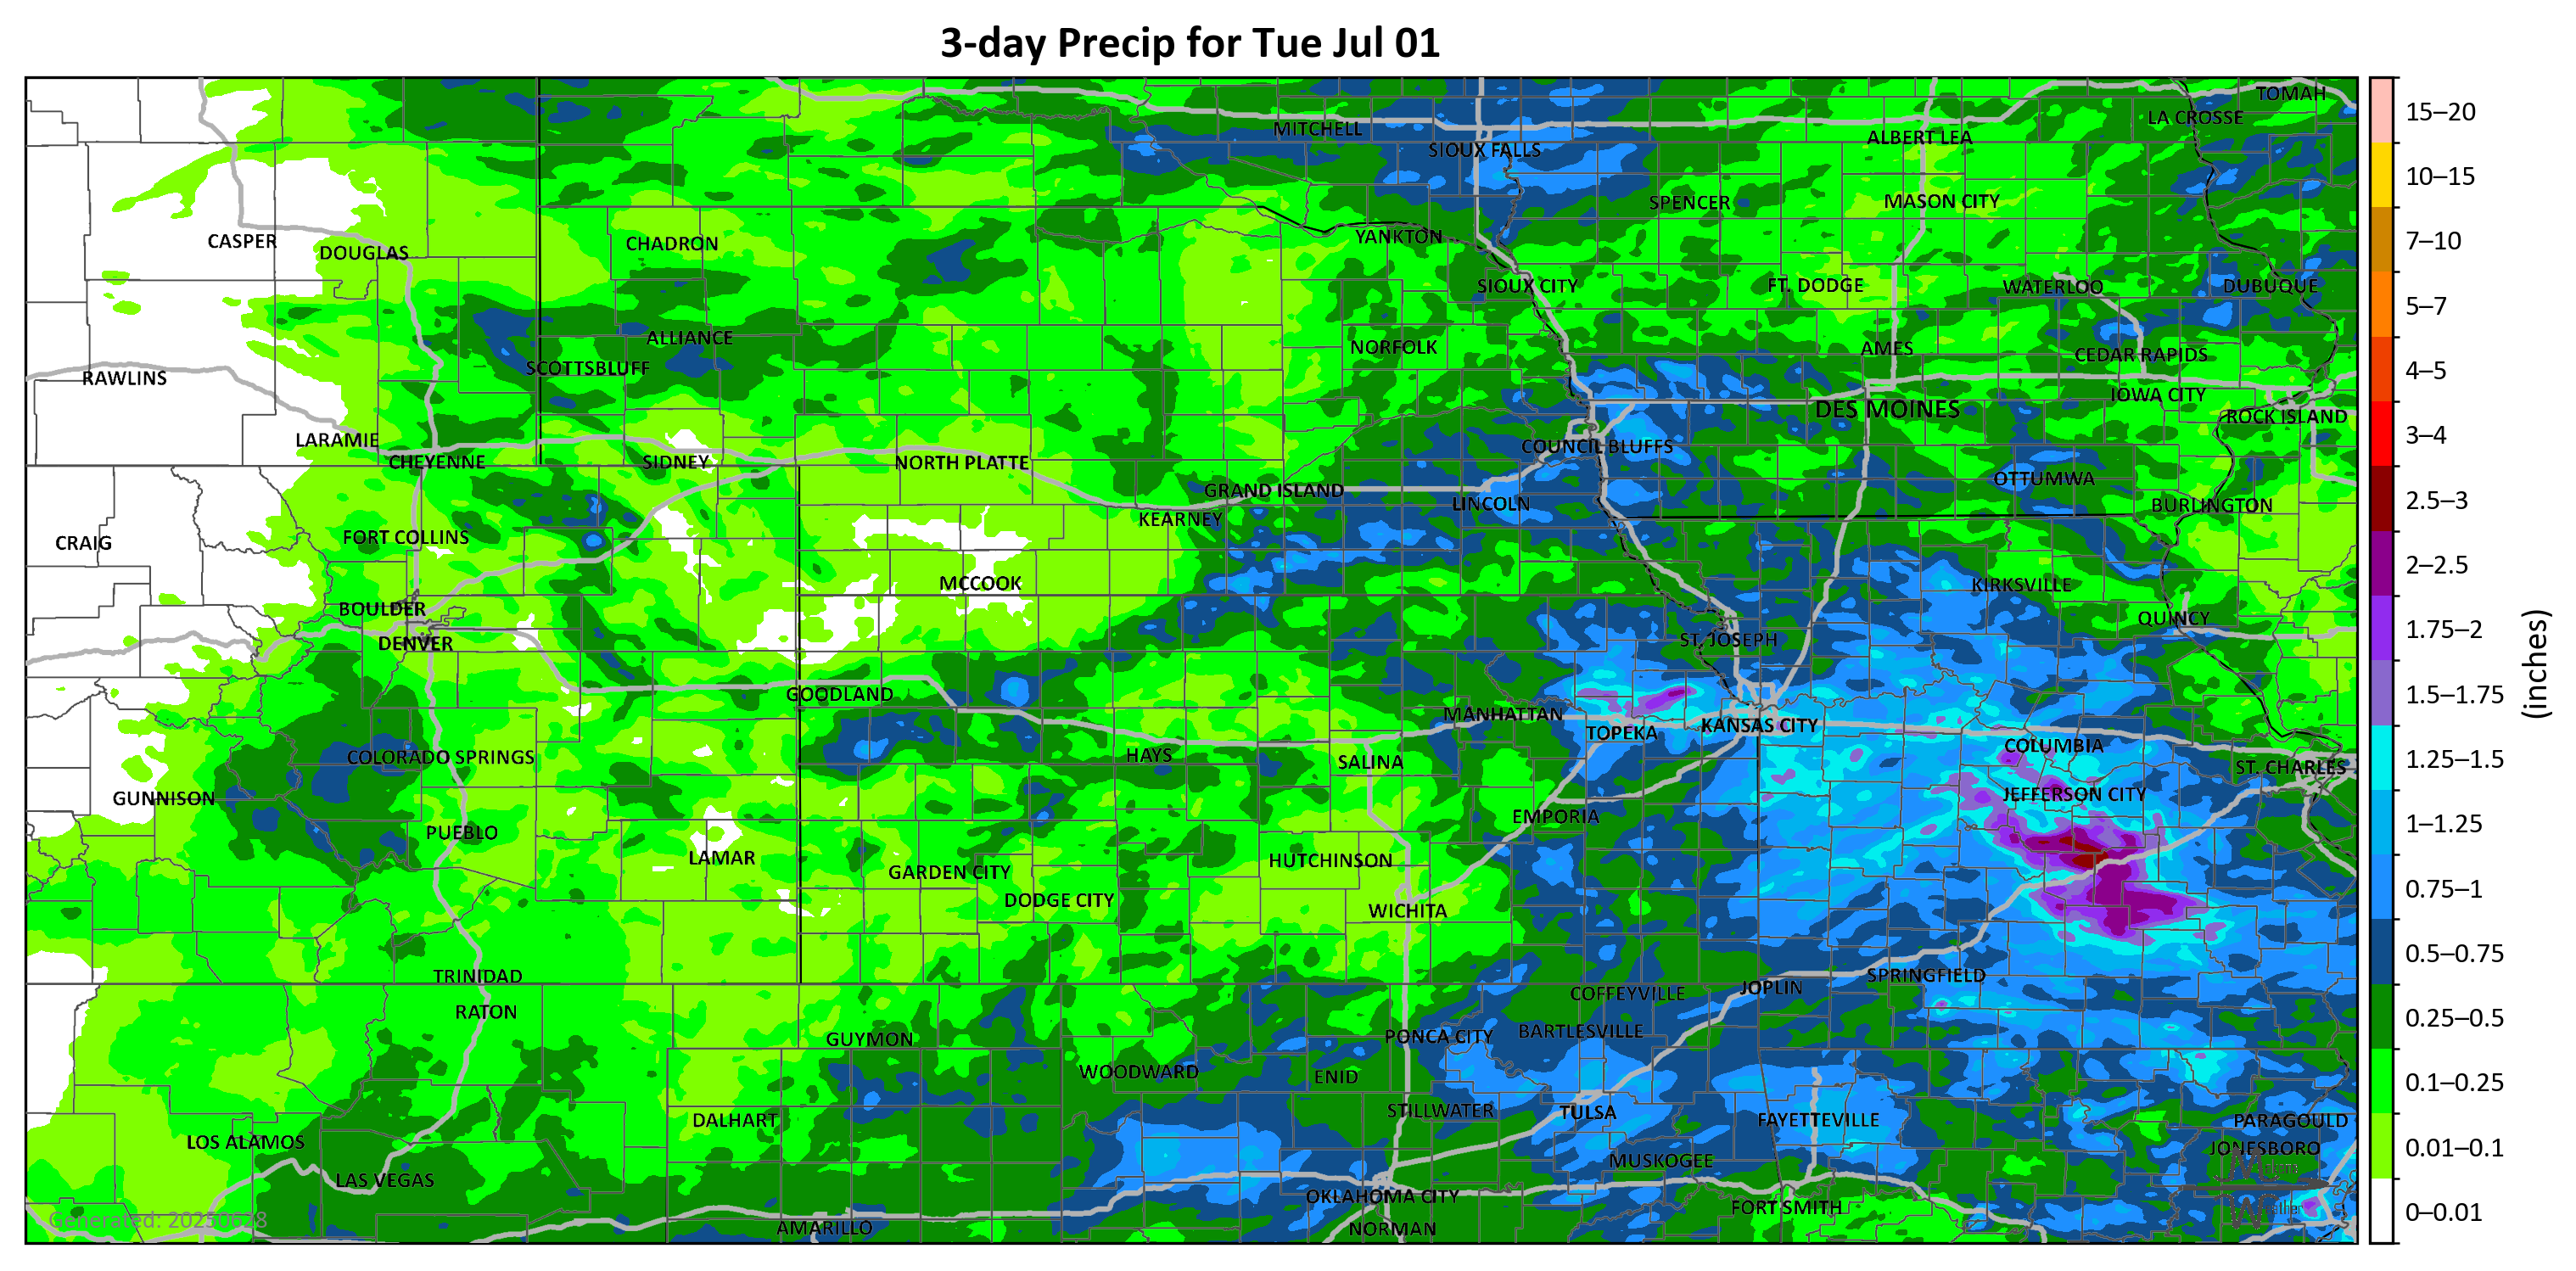 3-day Precip for Tue Jul 01
TOMAH
LA CROSSE
MITCHELL
ALBERT LEA
SIOUX FALLS
SPENCER
MASON CITY
YANKTON
CASPER
DOUGLAS
CHADRON
SIOUX CITY
FT. DODGE
WATERLOO
DUBUQUE
ALLIANCE
NORFOLK
AMES
CEDAR RAPIDS
SCOTTSBLUFF
RAWLINS
IOWA CITY
DES MOINES
ROCK ISLAND
LARAMIE
COUNCIL BLUFFS
CHEYENNE
SIDNEY
NORTH PLATTE
OTTUMWA
GRAND ISLAND
LINCOLN
BURLINGTON
KEARNEY
FORT COLLINS
CRAIG
MCCOOK
KIRKSVILLE
BOULDER
QUINCY
DENVER
ST. JOSEPH
GOODLAND
MANHATTAN
KANSAS CITY
TOPEKA
COLUMBIA
COLORADO SPRINGS
HAYS
SALINA
ST. CHARLES
GUNNISON
JEFFERSON CITY
EMPORIA
PUEBLO
LAMAR
HUTCHINSON
GARDEN CITY
DODGE CITY
WICHITA
TRINIDAD
SPRINGFIELD
JOPLIN
COFFEYVILLE
RATON
BARTLESVILLE
PONCA CITY
GUYMON
WOODWARD
ENID
STILLWATER
TULSA
DALHART
FAYETTEVILLE
PARAGOULD
LOS ALAMOS
JONESBORO
MUSKOGEE
LAS VEGAS
OKLAHOMA CITY
FORT SMITH
AMARILLO
NORMAN
Generated: 20250628
15–20
10–15
7–10
5–7
4–5
3–4
2.5–3
2–2.5
1.75–2
1.5–1.75
1.25–1.5
1–1.25
0.75–1
0.5–0.75
0.25–0.5
0.1–0.25
0.01–0.1
0–0.01
(inches)